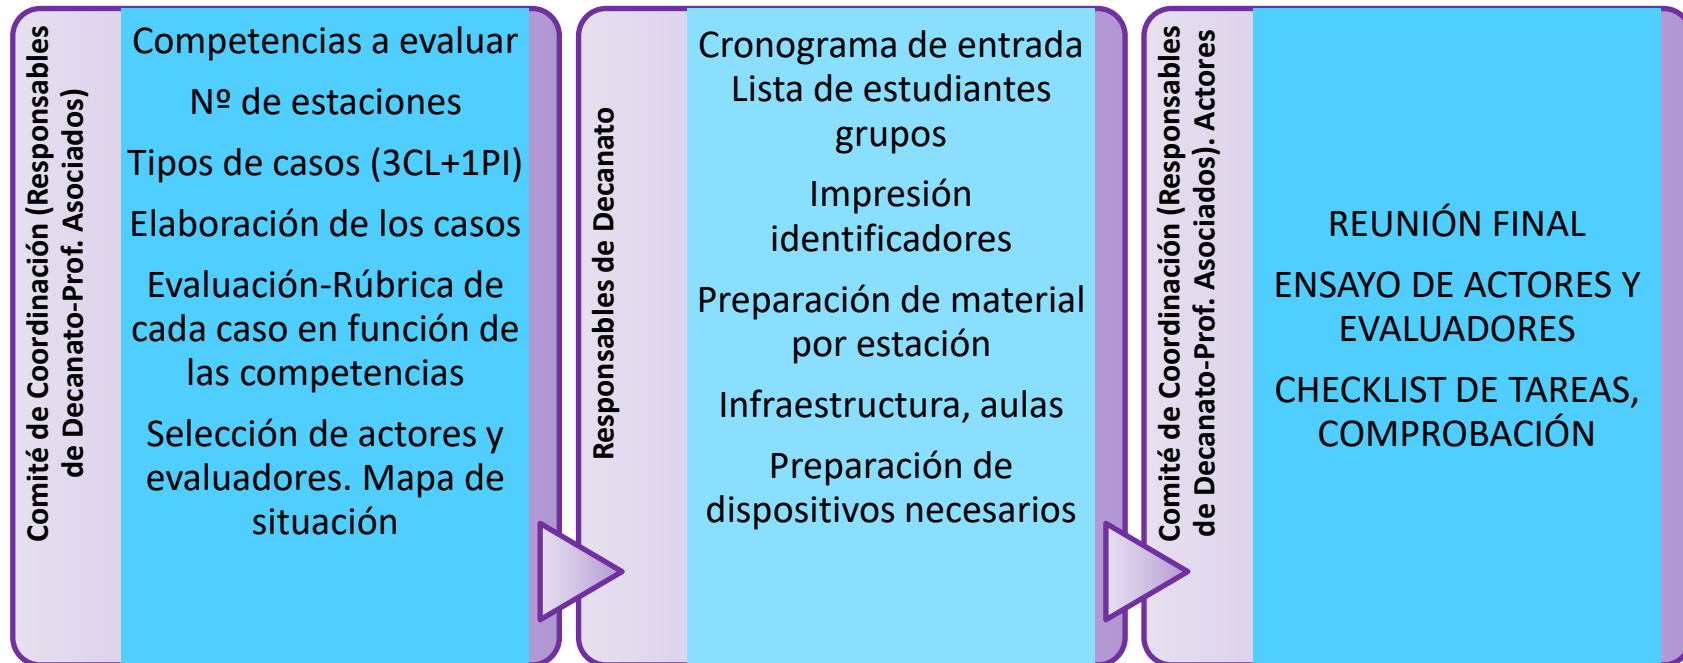 Comité de Coordinación (Responsables
de Decanato-Prof. Asociados)
Competencias a evaluar
Nº de estaciones
Tipos de casos (3CL+1PI)
Elaboración de los casos
Evaluación-Rúbrica de
cada caso en función de
las competencias
Selección de actores y
evaluadores. Mapa de
situación
Responsables de Decanato
Cronograma de entrada
Lista de estudiantes
grupos
Impresión
identificadores
Preparación de material
por estación
Infraestructura, aulas
Preparación de
dispositivos necesarios
Comité de Coordinación (Responsables
de Decanato-Prof. Asociados). Actores
REUNIÓN FINAL
ENSAYO DE ACTORES Y
EVALUADORES
CHECKLIST DE TAREAS,
COMPROBACIÓN